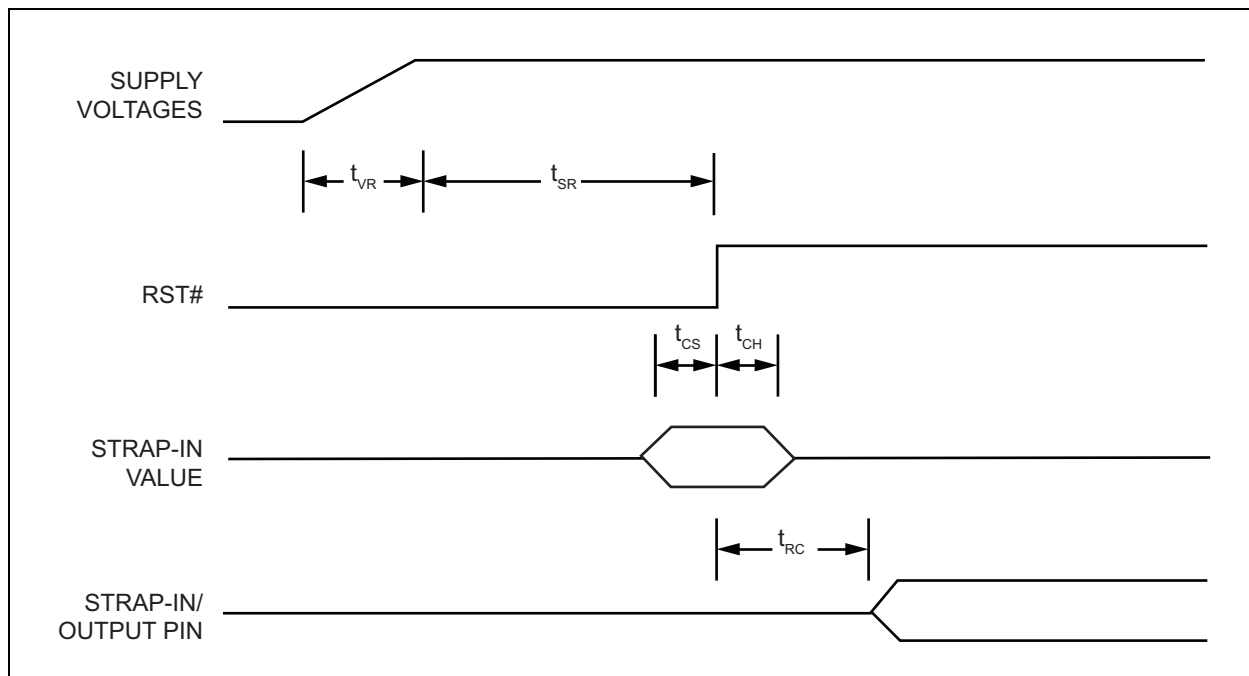 SUPPLY
VOLTAGES
tVR
tSR
RST#
tCS
tCH
STRAP-IN
VALUE
tRC
STRAP-IN/
OUTPUT PIN